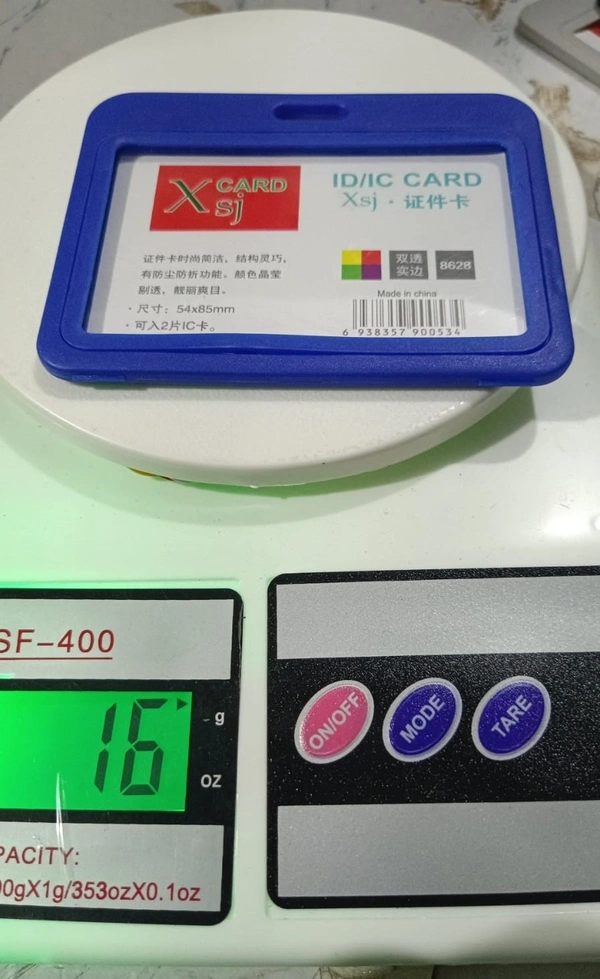 X CARD
sj
ID/IC CARD
Xsj · 证件卡
证件卡时尚简洁，结构灵巧，
有防尘防折功能。颜色晶莹
剔透，靓丽爽目。
· 尺寸：54x85mm
· 可入2片IC卡。
双透
实边
8628
Made in china
6 938357 900534
SF-400
16
g
oz
PACITY:
00gX1g/353ozX0.1oz
ON/OFF
MODE
TARE